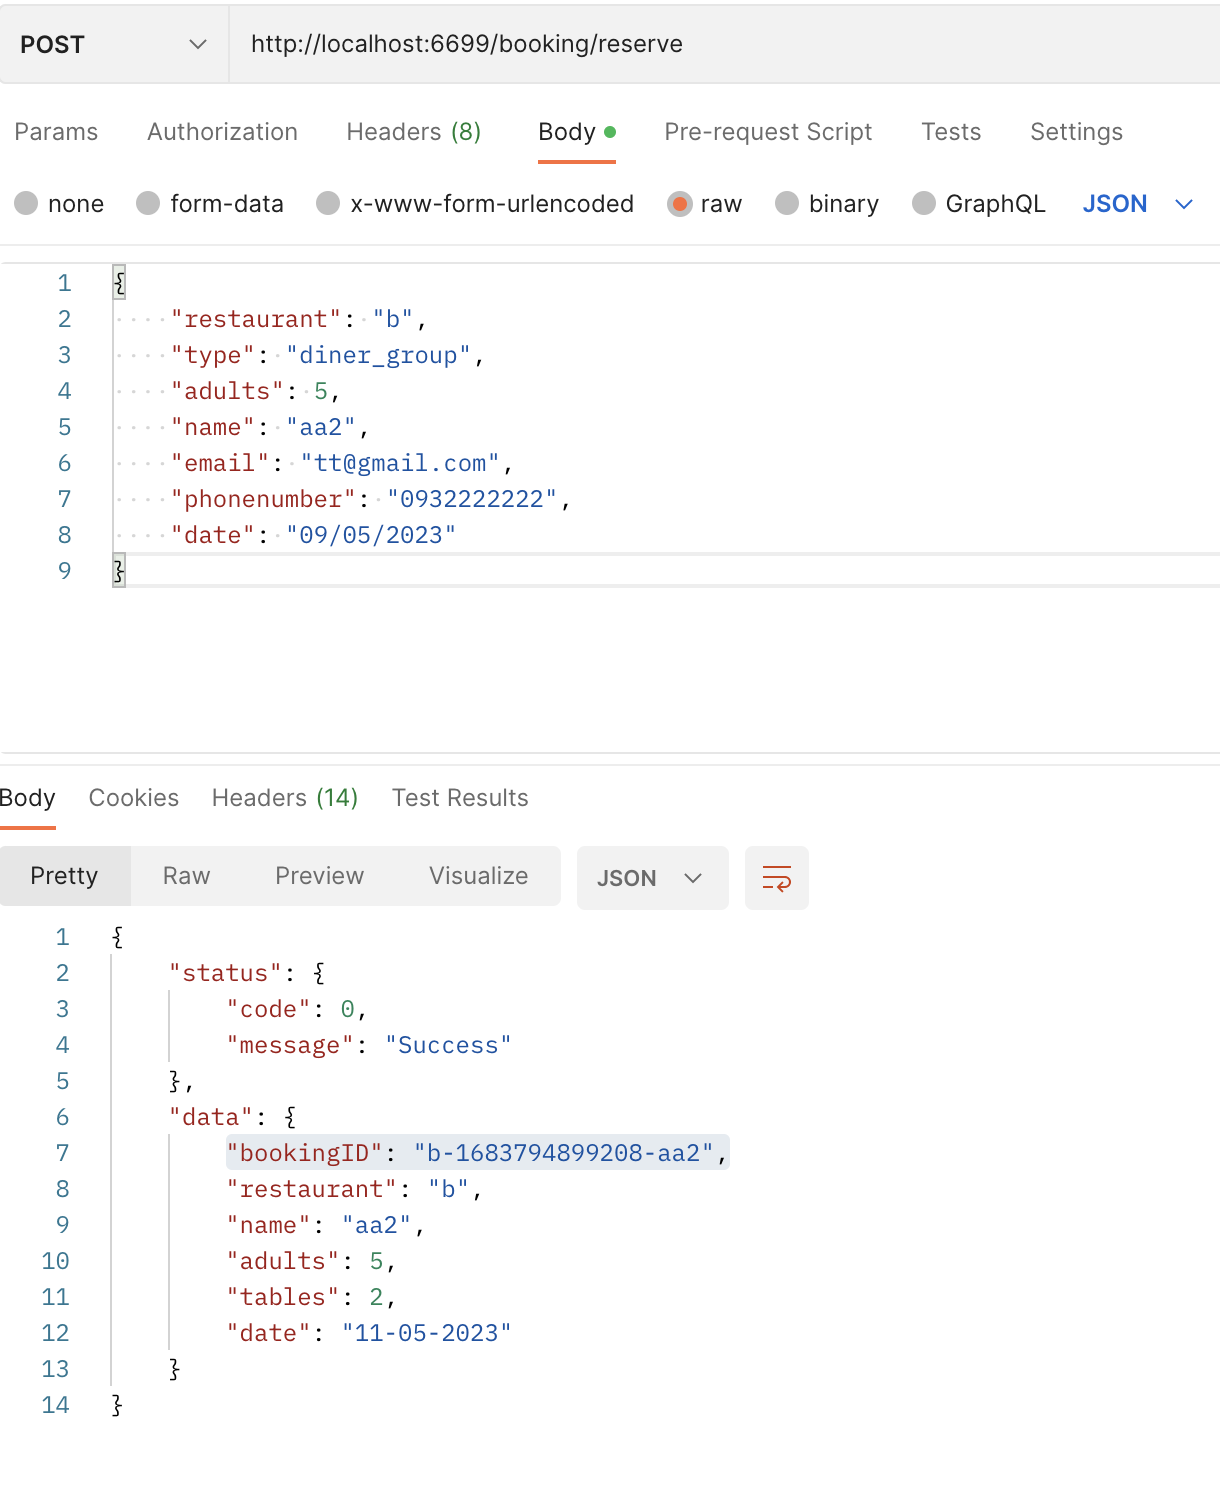 POST http://localhost:6699/booking/reserve
Params Authorization Headers (8) Body Pre-request Script Tests Settings
none form-data x-www-form-urlencoded raw binary GraphQL JSON
1 {
2 "restaurant": "b",
3 "type": "diner_group",
4 "adults": 5,
5 "name": "aa2",
6 "email": "tt@gmail.com",
7 "phonenumber": "0932222222",
8 "date": "09/05/2023"
9 }
Body Cookies Headers (14) Test Results
Pretty Raw Preview Visualize JSON
1 {
2 "status": {
3 "code": 0,
4 "message": "Success"
5 },
6 "data": {
7 "bookingID": "b-1683794899208-aa2",
8 "restaurant": "b",
9 "name": "aa2",
10 "adults": 5,
11 "tables": 2,
12 "date": "11-05-2023"
13 }
14 }